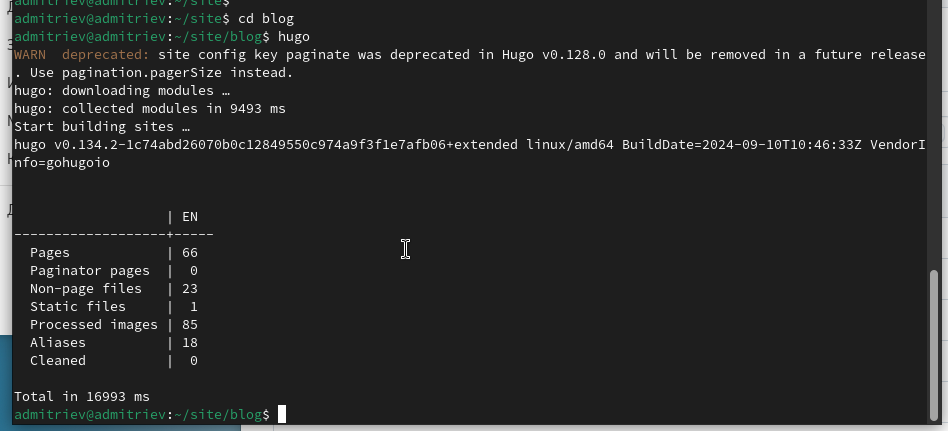 admitriev@admitriev:~/site$
admitriev@admitriev:~/site$ cd blog
admitriev@admitriev:~/site/blog$ hugo
WARN  deprecated: site config key paginate was deprecated in Hugo v0.128.0 and will be removed in a future release
. Use pagination.pagerSize instead.
hugo: downloading modules …
hugo: collected modules in 9493 ms
Start building sites …
hugo v0.134.2-1c74abd26070b0c12849550c974a9f3f1e7afb06+extended linux/amd64 BuildDate=2024-09-10T10:46:33Z VendorI
nfo=gohugoio
                   | EN
-------------------+-----
  Pages            | 66
  Paginator pages  |  0
  Non-page files   | 23
  Static files     |  1
  Processed images | 85
  Aliases          | 18
  Cleaned          |  0
Total in 16993 ms
admitriev@admitriev:~/site/blog$